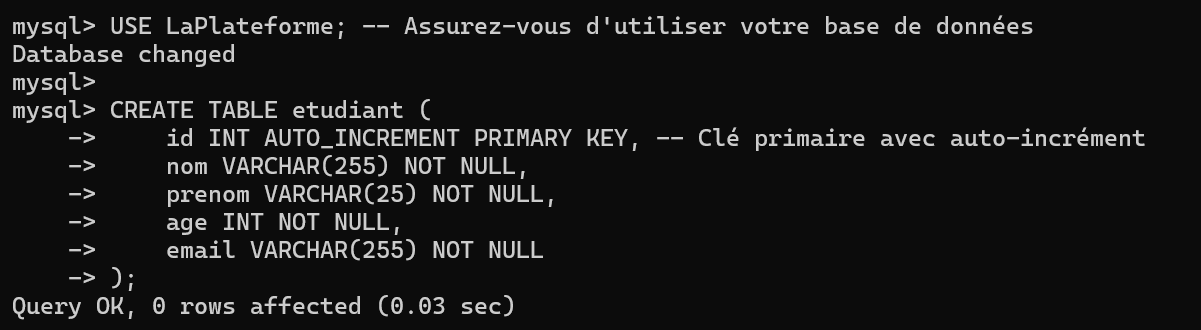 mysql> USE LaPlateforme; -- Assurez-vous d'utiliser votre base de données
Database changed
mysql>
mysql> CREATE TABLE etudiant (
    ->     id INT AUTO_INCREMENT PRIMARY KEY, -- Clé primaire avec auto-incrément
    ->     nom VARCHAR(255) NOT NULL,
    ->     prenom VARCHAR(25) NOT NULL,
    ->     age INT NOT NULL,
    ->     email VARCHAR(255) NOT NULL
    -> );
Query OK, 0 rows affected (0.03 sec)